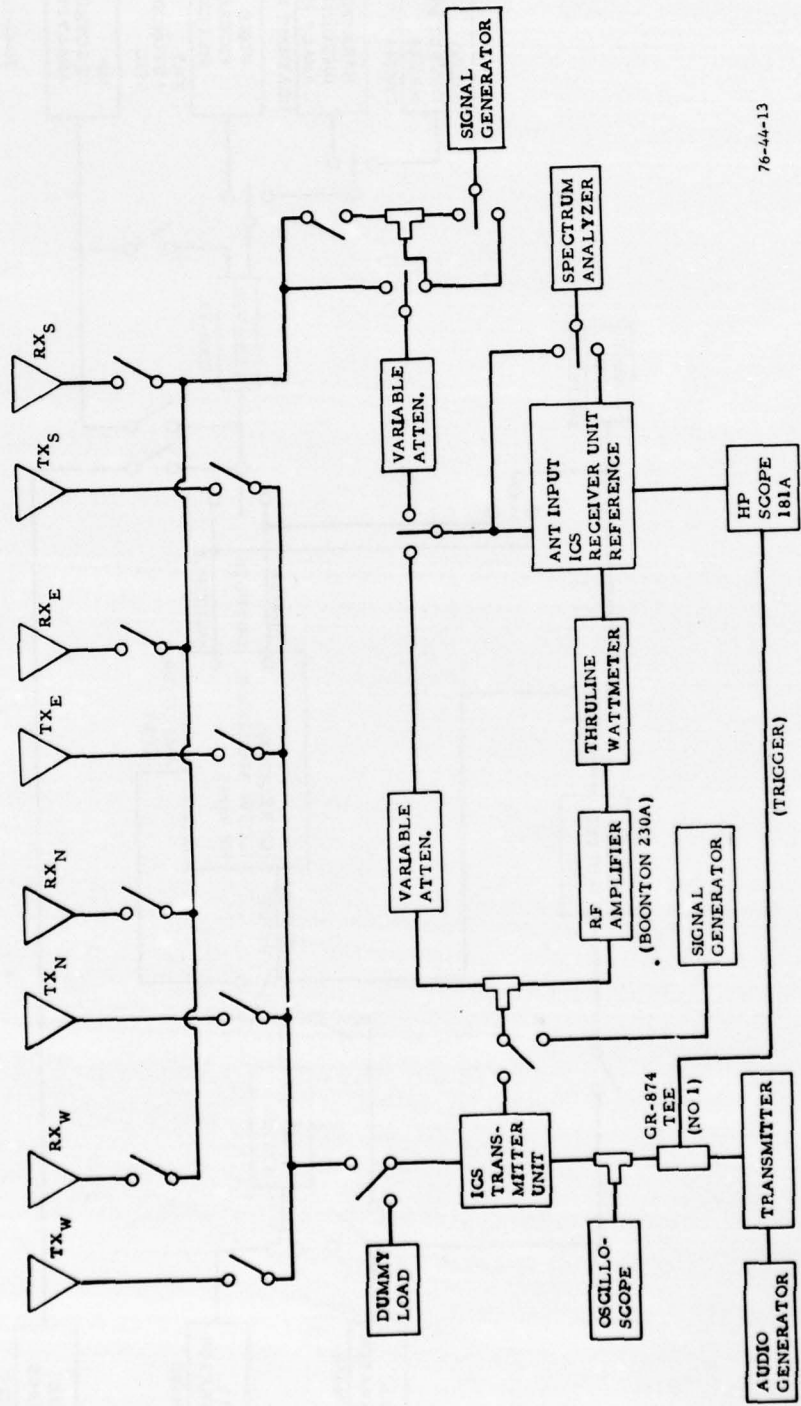 TXW
RXW
TXN
RXN
TXE
RXE
TXS
RXS
DUMMY
LOAD
ICS
TRANS-
MITTER
UNIT
OSCILLO-
SCOPE
GR-874
TEE
(NO 1)
TRANSMITTER
AUDIO
GENERATOR
VARIABLE
ATTEN.
RF
AMPLIFIER
(BOONTON 230A)
SIGNAL
GENERATOR
THRULINE
WATTMETER
VARIABLE
ATTEN.
ANT INPUT
ICS
RECEIVER UNIT
REFERENCE
HP
SCOPE
181A
(TRIGGER)
SPECTRUM
ANALYZER
SIGNAL
GENERATOR
76-44-13